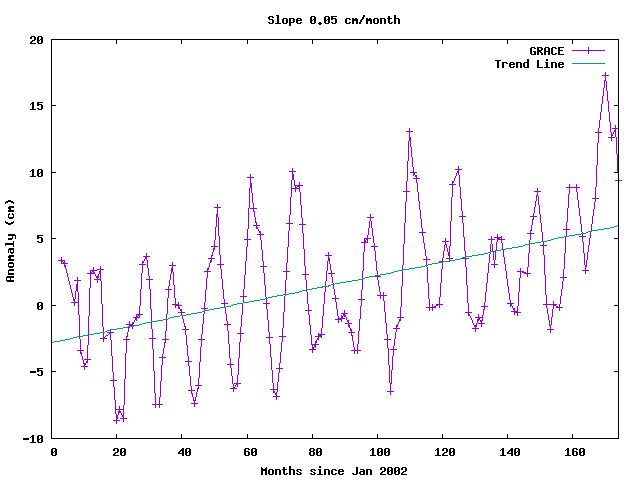 Slope 0.05 cm/month
GRACE
Trend Line
20
15
10
5
0
-5
-10
Anomaly (cm)
0 20 40 60 80 100 120 140 160
Months since Jan 2002